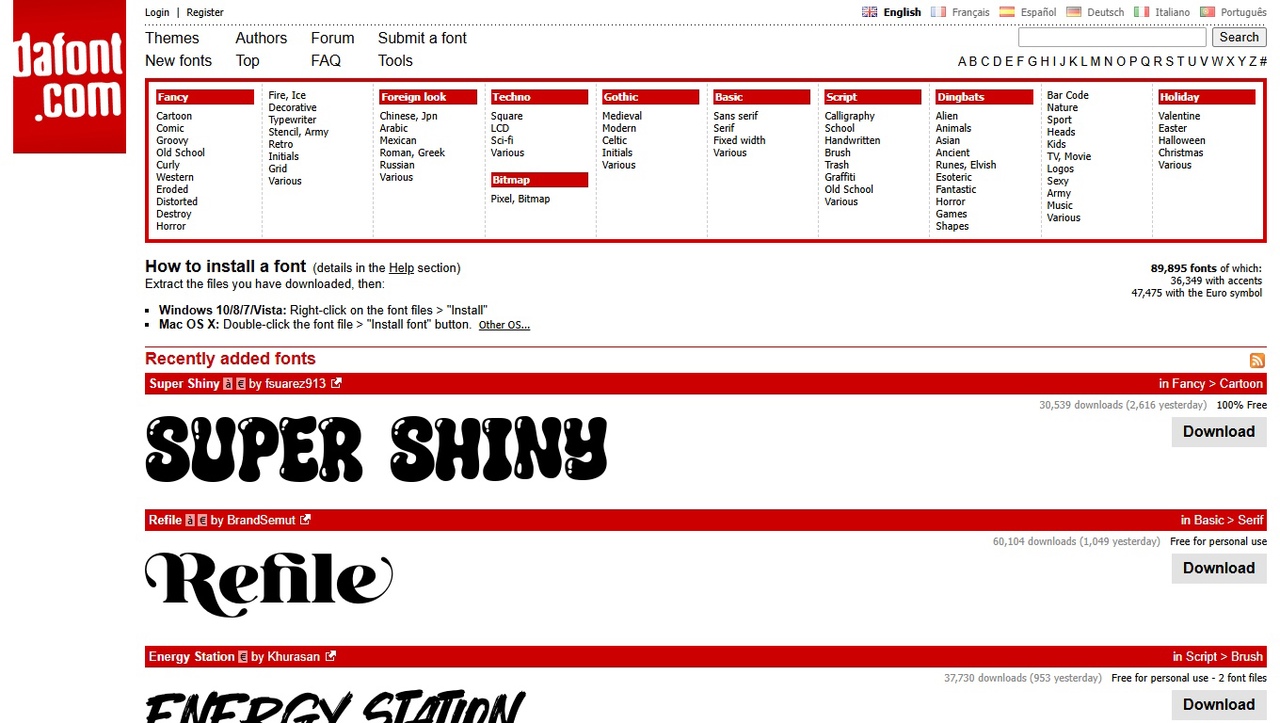 dafont
.com
Login | Register
English Français Español Deutsch Italiano Português
Themes Authors Forum Submit a font
Search
New fonts Top FAQ Tools
A B C D E F G H I J K L M N O P Q R S T U V W X Y Z #
Fancy
Cartoon
Comic
Groovy
Old School
Curly
Western
Eroded
Distorted
Destroy
Horror
Fire, Ice
Decorative
Typewriter
Stencil, Army
Retro
Initials
Grid
Various
Foreign look
Chinese, Jpn
Arabic
Mexican
Roman, Greek
Russian
Various
Techno
Square
LCD
Sci-fi
Various
Bitmap
Pixel, Bitmap
Gothic
Medieval
Modern
Celtic
Initials
Various
Basic
Sans serif
Serif
Fixed width
Various
Script
Calligraphy
School
Handwritten
Brush
Trash
Graffiti
Old School
Various
Dingbats
Alien
Animals
Asian
Ancient
Runes, Elvish
Esoteric
Fantastic
Horror
Games
Shapes
Bar Code
Nature
Sport
Heads
Kids
TV, Movie
Logos
Sexy
Army
Music
Various
Holiday
Valentine
Easter
Halloween
Christmas
Various
How to install a font (details in the Help section)
Extract the files you have downloaded, then:
Windows 10/8/7/Vista: Right-click on the font files > "Install"
Mac OS X: Double-click the font file > "Install font" button. Other OS...
89,895 fonts of which:
36,349 with accents
47,475 with the Euro symbol
Recently added fonts
Super Shiny à € by fsuarez913 in Fancy > Cartoon
30,539 downloads (2,616 yesterday) 100% Free
Download
SUPER SHINY
Refile à € by BrandSemut in Basic > Serif
60,104 downloads (1,049 yesterday) Free for personal use
Download
Refile
Energy Station € by Khurasan in Script > Brush
37,730 downloads (953 yesterday) Free for personal use - 2 font files
Download
ENERGY STATION